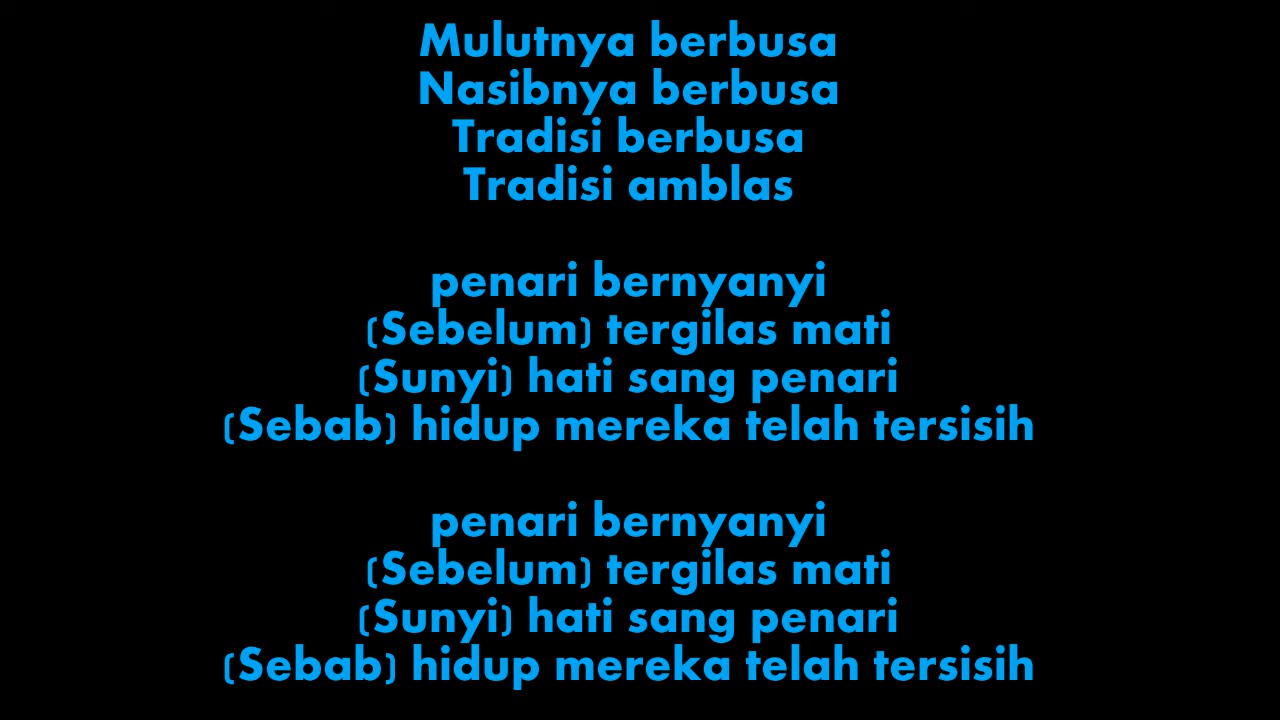 Mulutnya berbusa
Nasibnya berbusa
Tradisi berbusa
Tradisi amblas
penari bernyanyi
(Sebelum) tergilas mati
(Sunyi) hati sang penari
(Sebab) hidup mereka telah tersisih
penari bernyanyi
(Sebelum) tergilas mati
(Sunyi) hati sang penari
(Sebab) hidup mereka telah tersisih